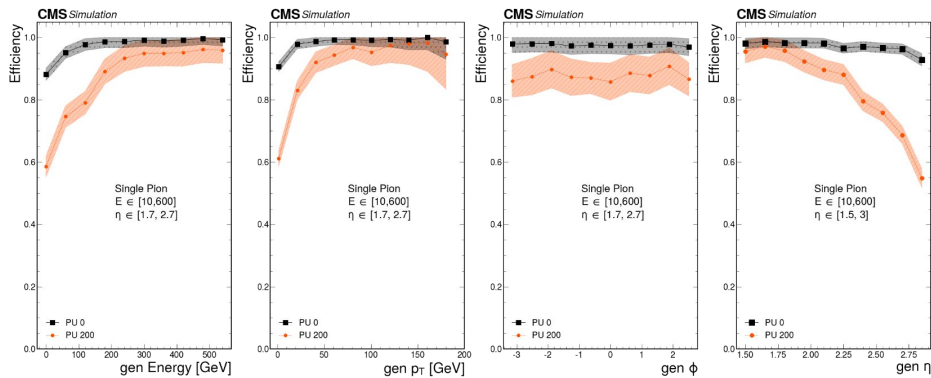 CMS Simulation
Efficiency
1.0
0.8
0.6
0.4
0.2
0.0
Single Pion
E ∈ [10,600]
η ∈ [1.7, 2.7]
PU 0
PU 200
0 100 200 300 400 500
gen Energy [GeV]
CMS Simulation
Efficiency
1.0
0.8
0.6
0.4
0.2
0.0
Single Pion
E ∈ [10,600]
η ∈ [1.7, 2.7]
PU 0
PU 200
0 50 100 150 200
gen pT [GeV]
CMS Simulation
Efficiency
1.0
0.8
0.6
0.4
0.2
0.0
Single Pion
E ∈ [10,600]
η ∈ [1.7, 2.7]
PU 0
PU 200
-3 -2 -1 0 1 2
gen ϕ
CMS Simulation
Efficiency
1.0
0.8
0.6
0.4
0.2
0.0
Single Pion
E ∈ [10,600]
η ∈ [1.5, 3]
PU 0
PU 200
1.50 1.75 2.00 2.25 2.50 2.75
gen η